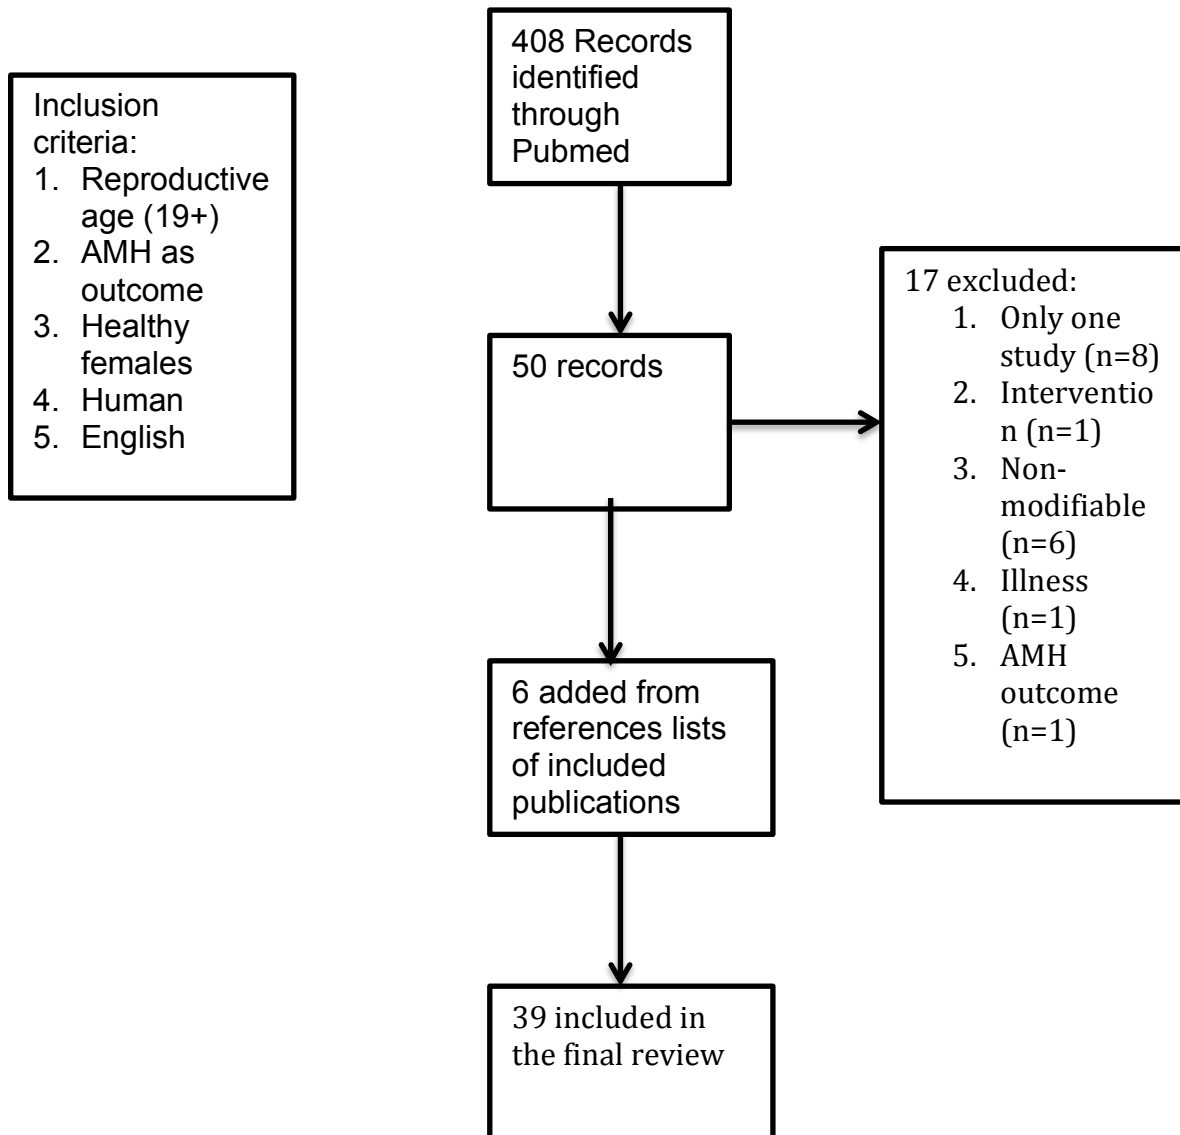 408 Records
identified
through
Pubmed
Inclusion
criteria:
1. Reproductive
age (19+)
2. AMH as
outcome
3. Healthy
females
4. Human
5. English
50 records
17 excluded:
1. Only one
study (n=8)
2. Interventio
n (n=1)
3. Non-
modifiable
(n=6)
4. Illness
(n=1)
5. AMH
outcome
(n=1)
6 added from
references lists
of included
publications
39 included in
the final review